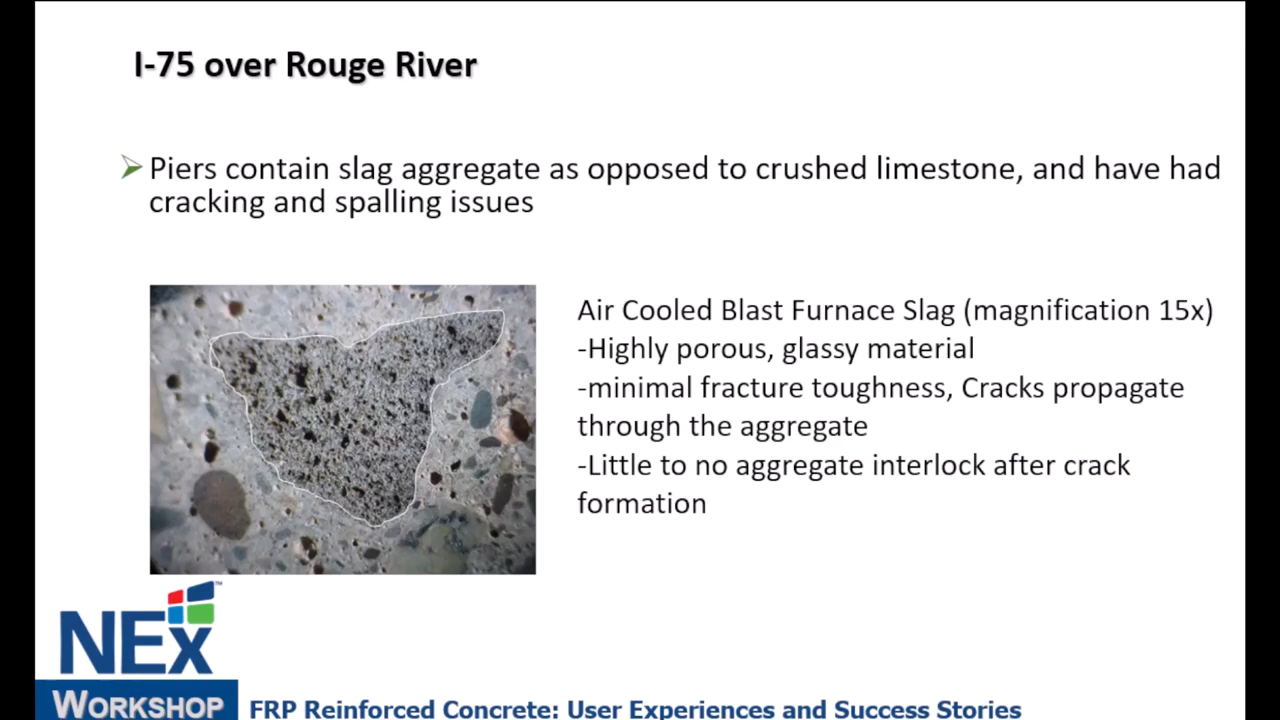 I-75 over Rouge River
Piers contain slag aggregate as opposed to crushed limestone, and have had
cracking and spalling issues
Air Cooled Blast Furnace Slag (magnification 15x)
-Highly porous, glassy material
-minimal fracture toughness, Cracks propagate
through the aggregate
-Little to no aggregate interlock after crack
formation
NEx™
WORKSHOP
FRP Reinforced Concrete: User Experiences and Success Stories